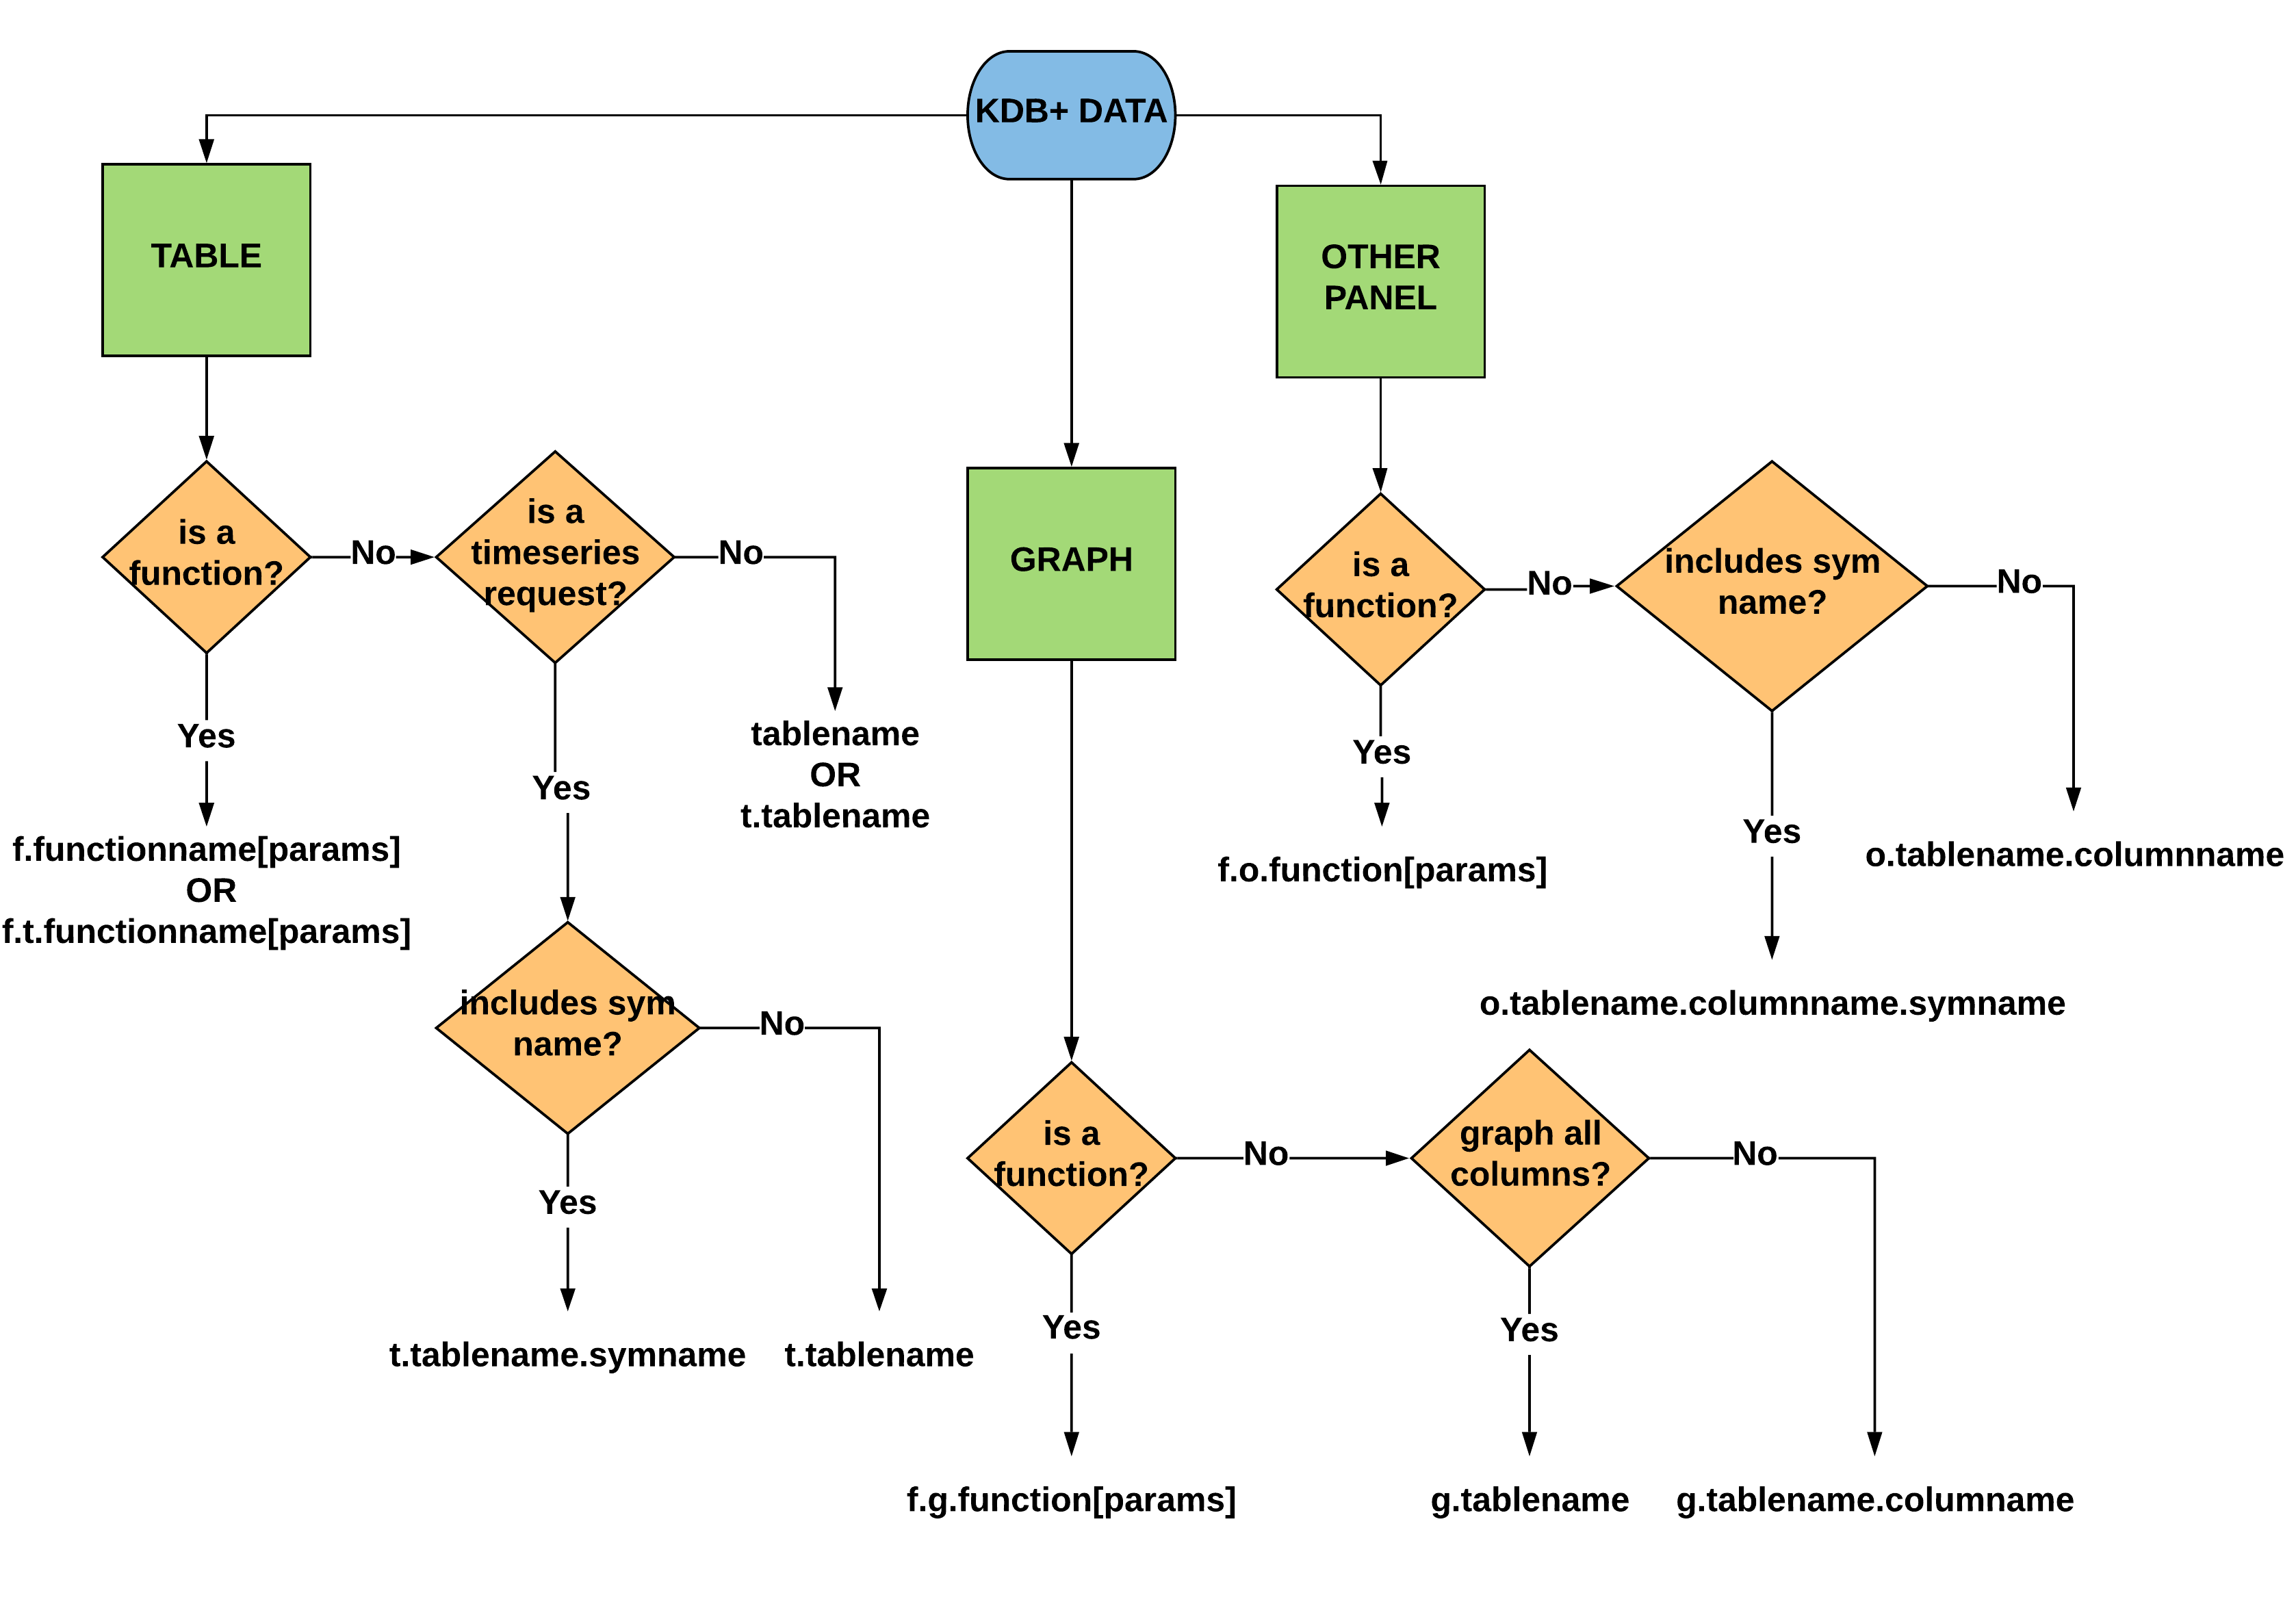 KDB+ DATA
TABLE
OTHER
PANEL
is a
function?
No
is a
timeseries
request?
No
GRAPH
is a
function?
No
includes sym
name?
No
Yes
Yes
tablename
OR
t.tablename
Yes
Yes
f.functionname[params]
OR
f.t.functionname[params]
f.o.function[params]
o.tablename.columnname
includes sym
name?
No
o.tablename.columnname.symname
Yes
t.tablename.symname
t.tablename
is a
function?
No
graph all
columns?
No
Yes
Yes
f.g.function[params]
g.tablename
g.tablename.columname